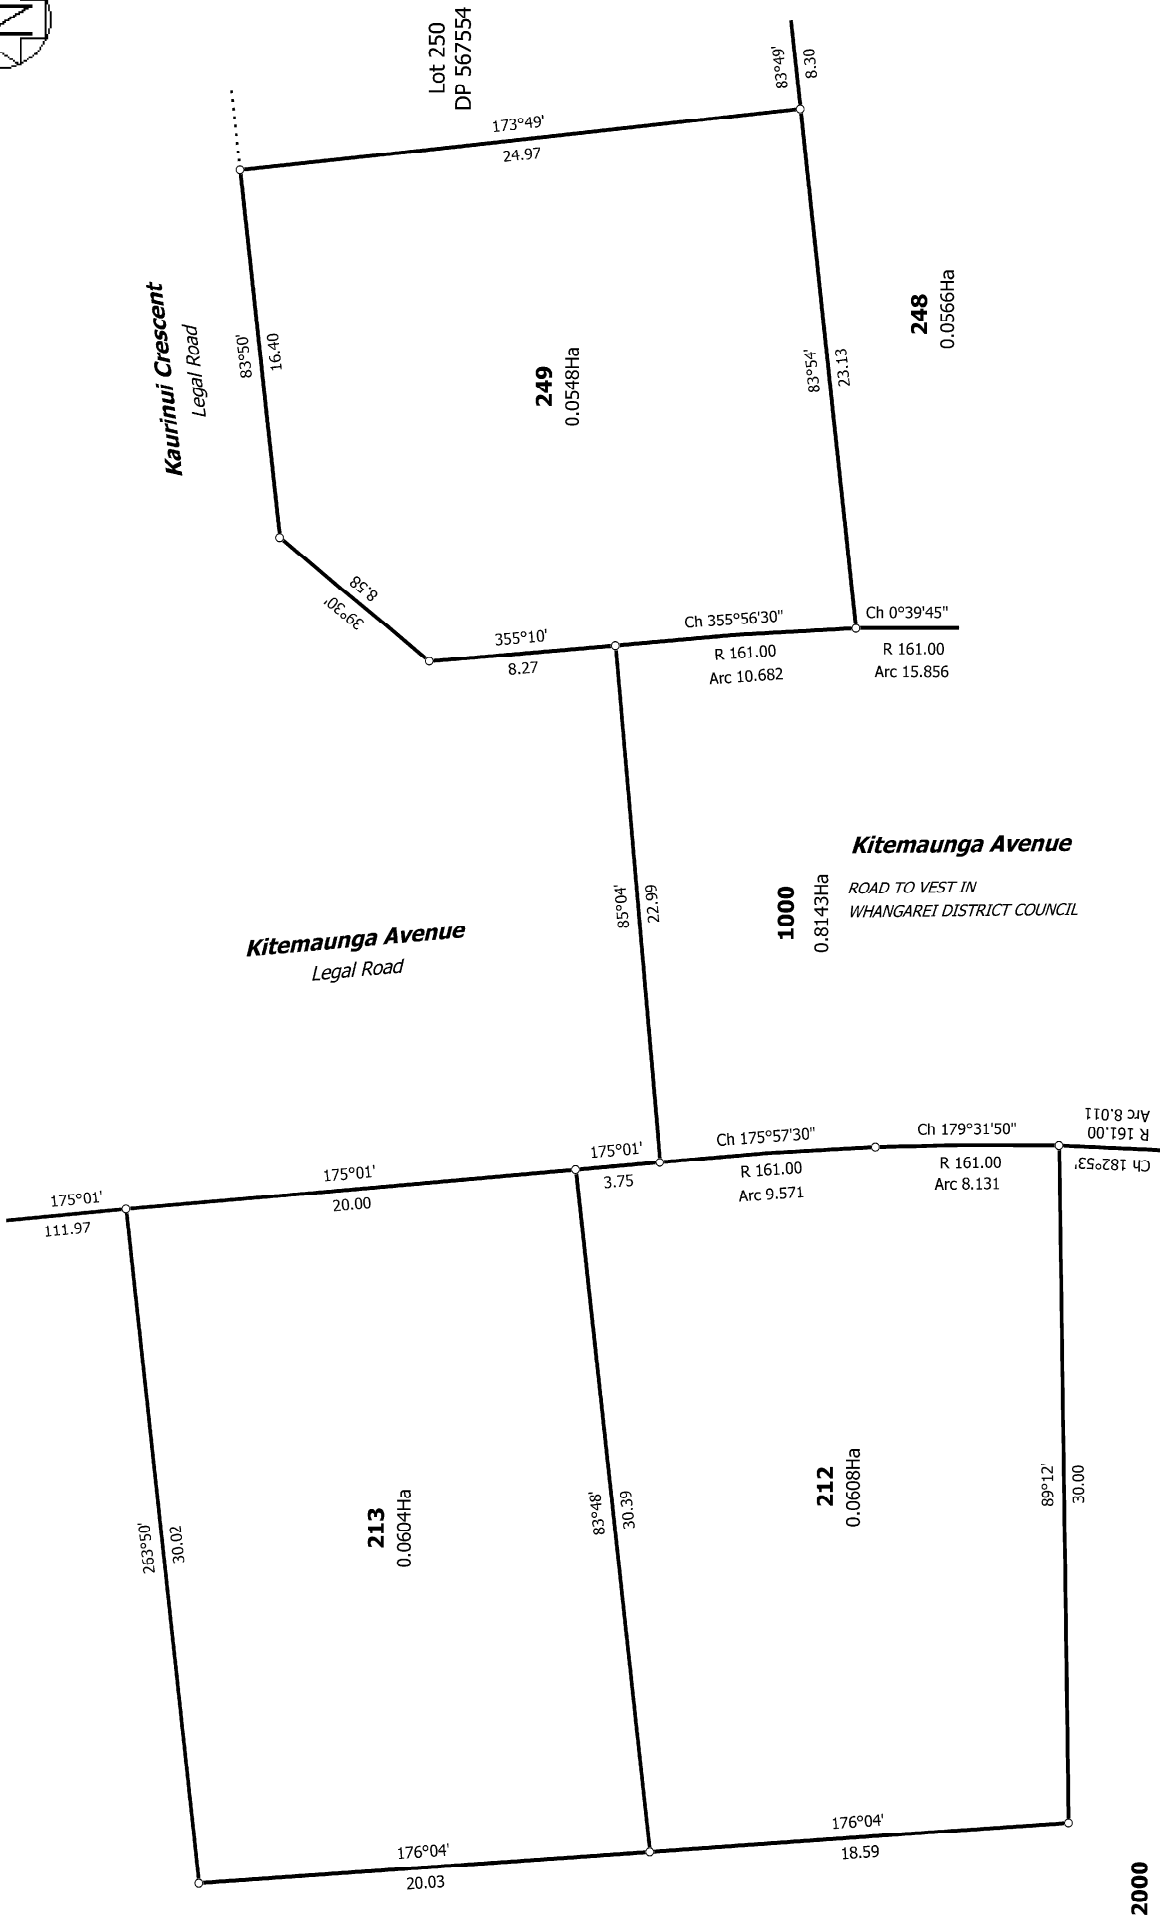 N
Lot 250
DP 567554
83°49'
8.30
173°49'
24.97
Kaurinui Crescent
Legal Road
83°50'
16.40
249
0.0548Ha
248
0.0566Ha
83°54'
23.13
39°30'
8.58
355°10'
8.27
Ch 355°56'30"
R 161.00
Arc 10.682
Ch 0°39'45"
R 161.00
Arc 15.856
Kitemaunga Avenue
Legal Road
85°04'
22.99
1000
0.8143Ha
Kitemaunga Avenue
ROAD TO VEST IN
WHANGAREI DISTRICT COUNCIL
175°01'
111.97
175°01'
20.00
175°01'
3.75
Ch 175°57'30"
R 161.00
Arc 9.571
Ch 179°31'50"
R 161.00
Arc 8.131
Ch 182°53'
R 161.00
Arc 8.011
263°50'
30.02
213
0.0604Ha
83°48'
30.39
212
0.0608Ha
89°12'
30.00
176°04'
20.03
176°04'
18.59
2000